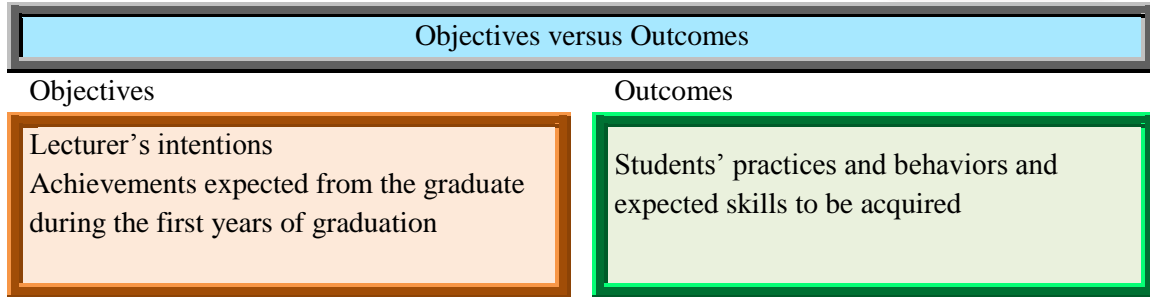 Objectives versus Outcomes
Objectives
Outcomes
Lecturer’s intentions
Achievements expected from the graduate
during the first years of graduation
Students’ practices and behaviors and
expected skills to be acquired